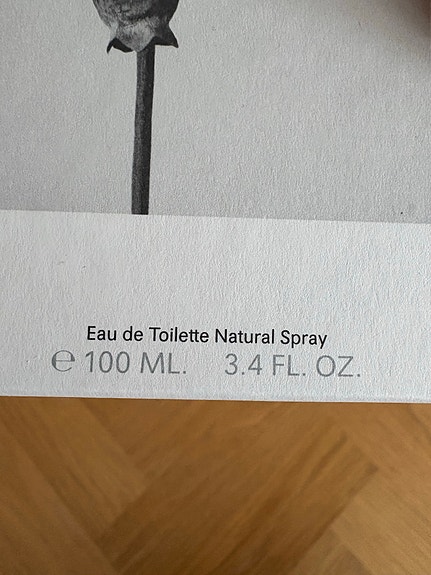 Eau de Toilette Natural Spray
℮ 100 ML. 3.4 FL. OZ.